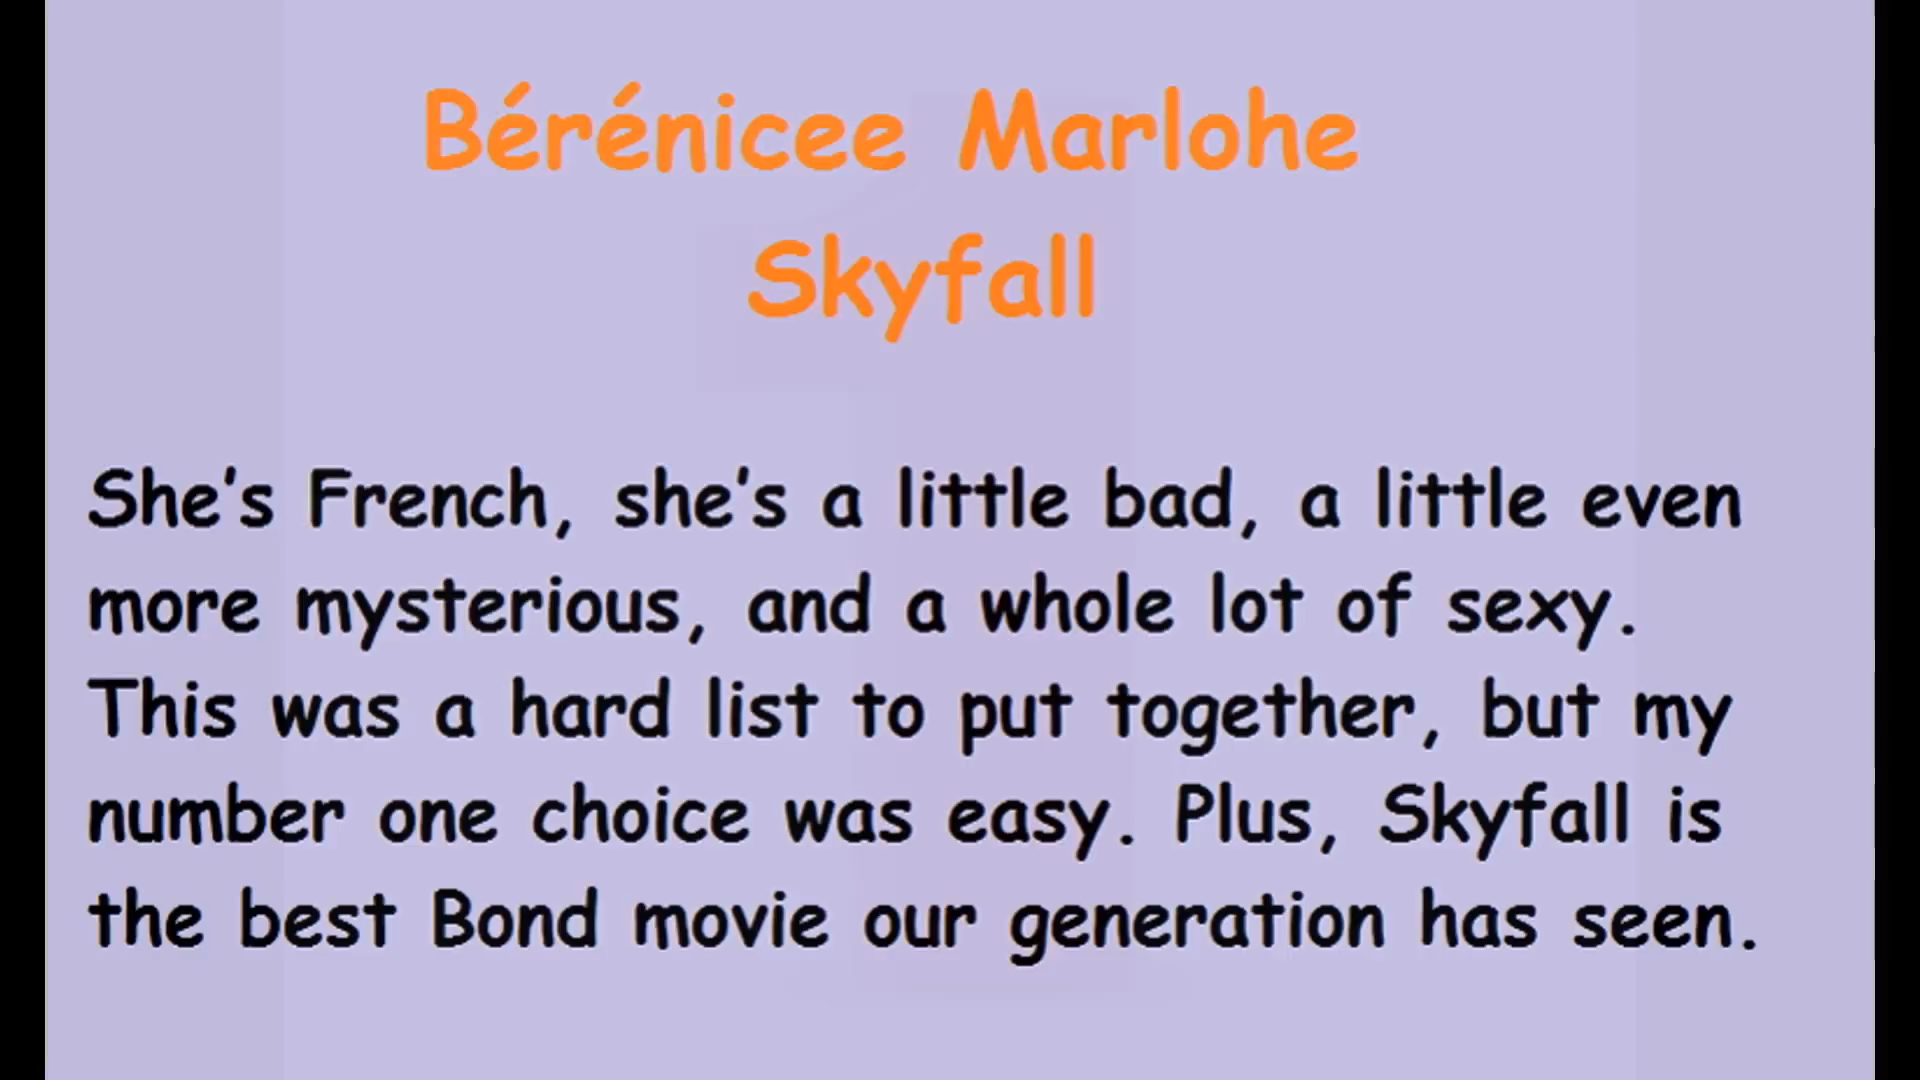 Bérénicee Marlohe
Skyfall
She's French, she's a little bad, a little even
more mysterious, and a whole lot of sexy.
This was a hard list to put together, but my
number one choice was easy. Plus, Skyfall is
the best Bond movie our generation has seen.